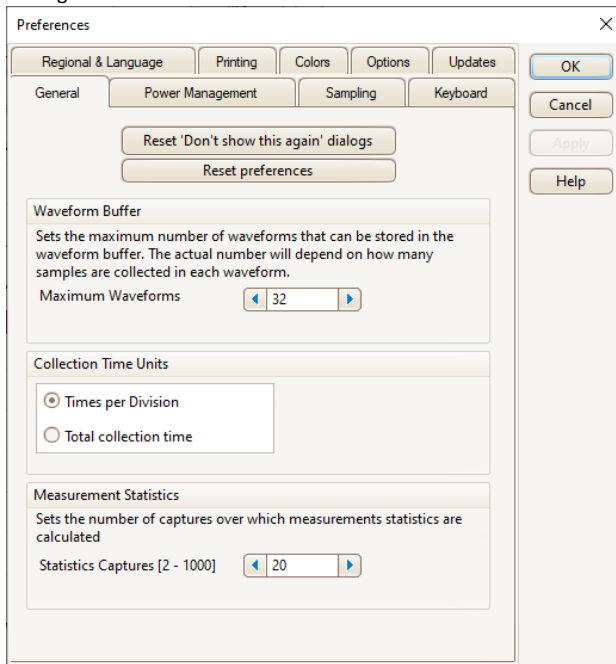 Preferences
Regional & Language Printing Colors Options Updates
General Power Management Sampling Keyboard
OK
Cancel
Apply
Help
Reset 'Don't show this again' dialogs
Reset preferences
Waveform Buffer
Sets the maximum number of waveforms that can be stored in the
waveform buffer. The actual number will depend on how many
samples are collected in each waveform.
Maximum Waveforms 32
Collection Time Units
Times per Division
Total collection time
Measurement Statistics
Sets the number of captures over which measurements statistics are
calculated
Statistics Captures [2 - 1000] 20